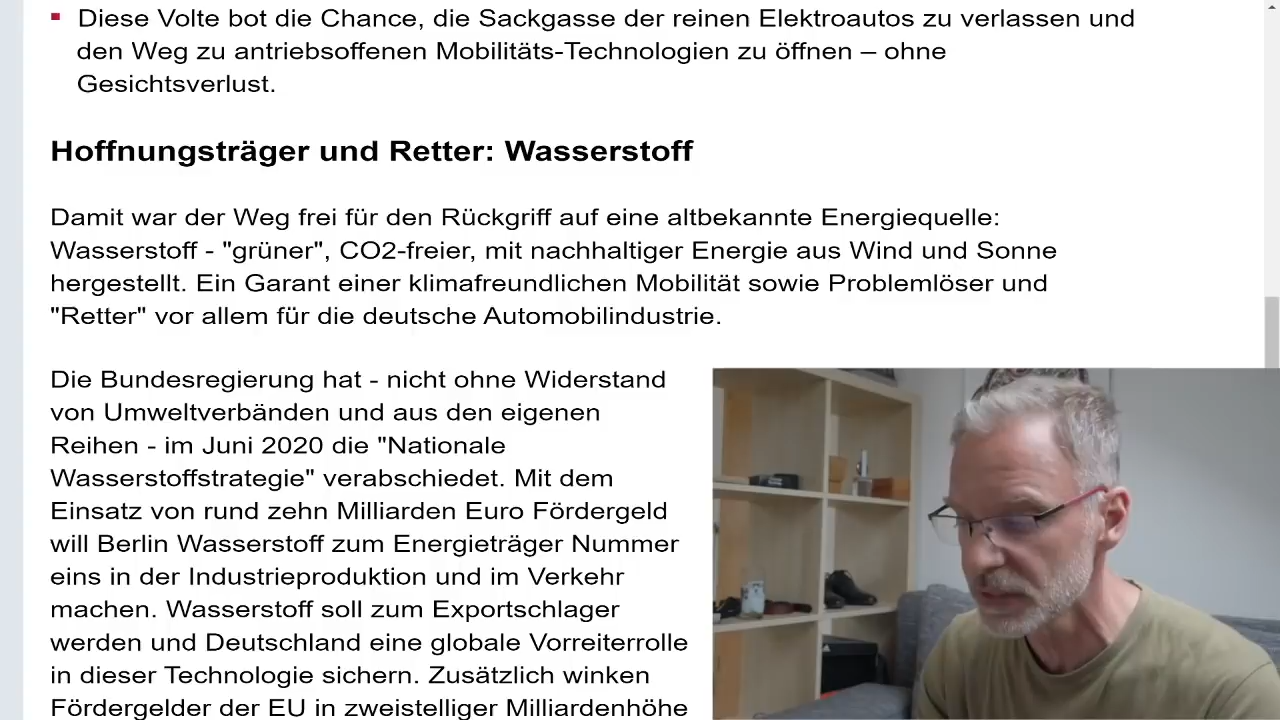 Diese Volte bot die Chance, die Sackgasse der reinen Elektroautos zu verlassen und
den Weg zu antriebsoffenen Mobilitäts-Technologien zu öffnen – ohne
Gesichtsverlust.
Hoffnungsträger und Retter: Wasserstoff
Damit war der Weg frei für den Rückgriff auf eine altbekannte Energiequelle:
Wasserstoff - "grüner", CO2-freier, mit nachhaltiger Energie aus Wind und Sonne
hergestellt. Ein Garant einer klimafreundlichen Mobilität sowie Problemlöser und
"Retter" vor allem für die deutsche Automobilindustrie.
Die Bundesregierung hat - nicht ohne Widerstand
von Umweltverbänden und aus den eigenen
Reihen - im Juni 2020 die "Nationale
Wasserstoffstrategie" verabschiedet. Mit dem
Einsatz von rund zehn Milliarden Euro Fördergeld
will Berlin Wasserstoff zum Energieträger Nummer
eins in der Industrieproduktion und im Verkehr
machen. Wasserstoff soll zum Exportschlager
werden und Deutschland eine globale Vorreiterrolle
in dieser Technologie sichern. Zusätzlich winken
Fördergelder der EU in zweistelliger Milliardenhöhe